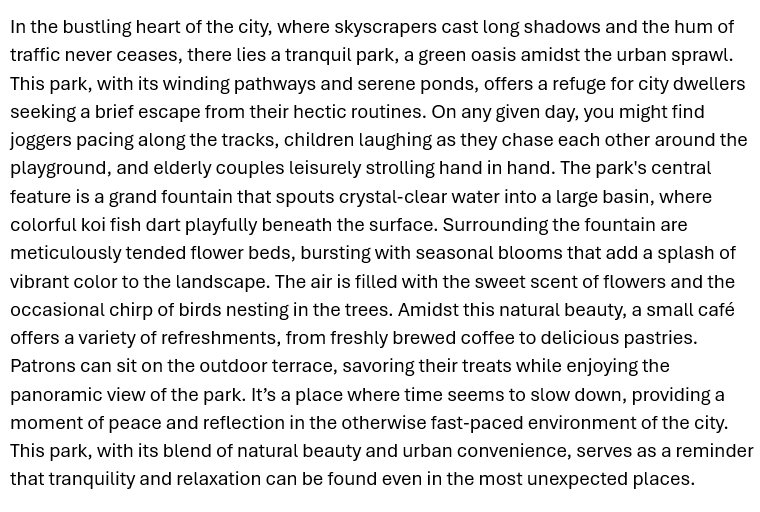 In the bustling heart of the city, where skyscrapers cast long shadows and the hum of
traffic never ceases, there lies a tranquil park, a green oasis amidst the urban sprawl.
This park, with its winding pathways and serene ponds, offers a refuge for city dwellers
seeking a brief escape from their hectic routines. On any given day, you might find
joggers pacing along the tracks, children laughing as they chase each other around the
playground, and elderly couples leisurely strolling hand in hand. The park's central
feature is a grand fountain that spouts crystal-clear water into a large basin, where
colorful koi fish dart playfully beneath the surface. Surrounding the fountain are
meticulously tended flower beds, bursting with seasonal blooms that add a splash of
vibrant color to the landscape. The air is filled with the sweet scent of flowers and the
occasional chirp of birds nesting in the trees. Amidst this natural beauty, a small café
offers a variety of refreshments, from freshly brewed coffee to delicious pastries.
Patrons can sit on the outdoor terrace, savoring their treats while enjoying the
panoramic view of the park. It’s a place where time seems to slow down, providing a
moment of peace and reflection in the otherwise fast-paced environment of the city.
This park, with its blend of natural beauty and urban convenience, serves as a reminder
that tranquility and relaxation can be found even in the most unexpected places.